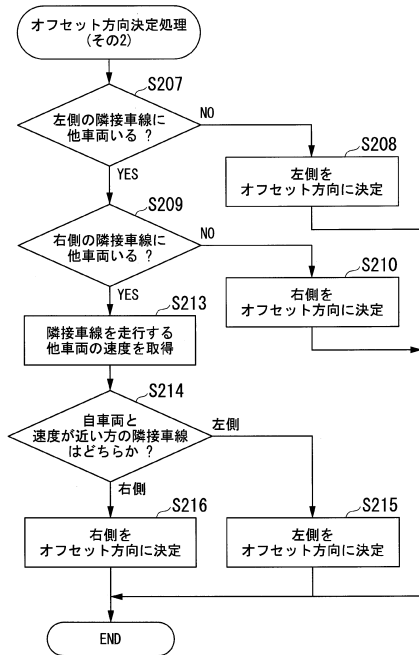 オフセット方向決定処理
(その2)
S207
左側の隣接車線に
他車両いる ?
NO
YES
S208
左側を
オフセット方向に決定
S209
右側の隣接車線に
他車両いる ?
NO
YES
S210
右側を
オフセット方向に決定
S213
隣接車線を走行する
他車両の速度を取得
S214
自車両と
速度が近い方の隣接車線
はどちらか ?
左側
右側
S216
右側を
オフセット方向に決定
S215
左側を
オフセット方向に決定
END